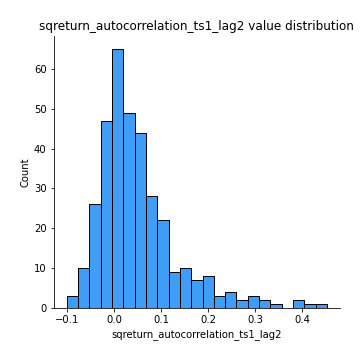 sqreturn_autocorrelation_ts1_lag2 value distribution
Count
60
50
40
30
20
10
0
−0.1 0.0 0.1 0.2 0.3 0.4
sqreturn_autocorrelation_ts1_lag2